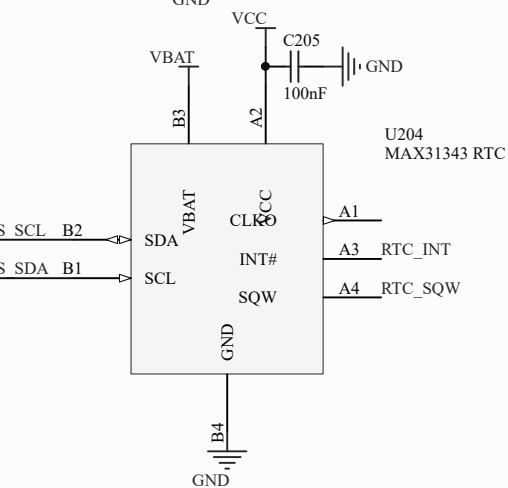 GND
VCC
C205
VBAT
GND
100nF
B3
A2
U204
MAX31343 RTC
VBAT
VCC
CLKO
A1
S_SCL B2
SDA
INT#
A3
RTC_INT
S_SDA B1
SCL
SQW
A4
RTC_SQW
GND
B4
GND